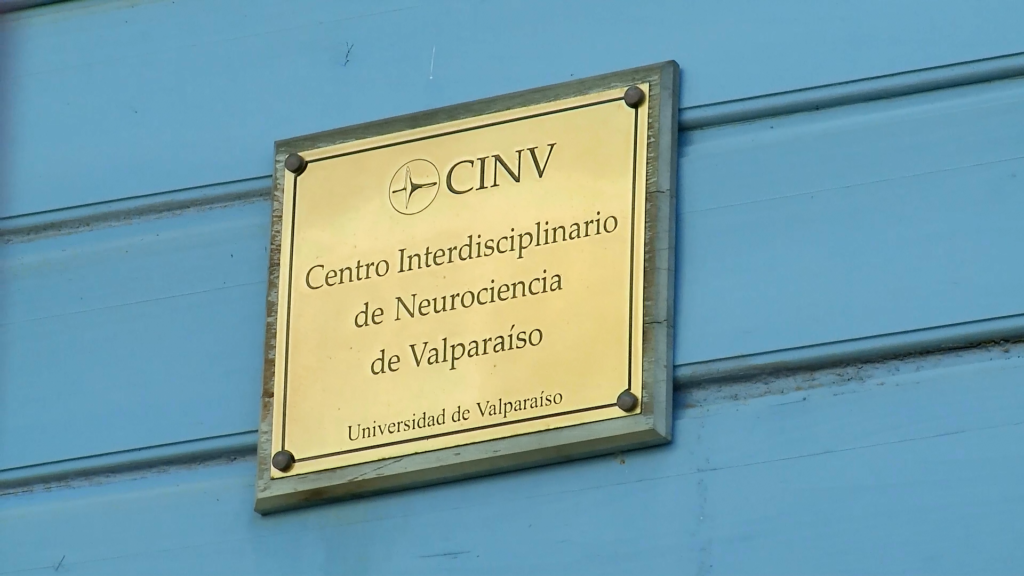 CINV
Centro Interdisciplinario
de Neurociencia
de Valparaíso
Universidad de Valparaíso